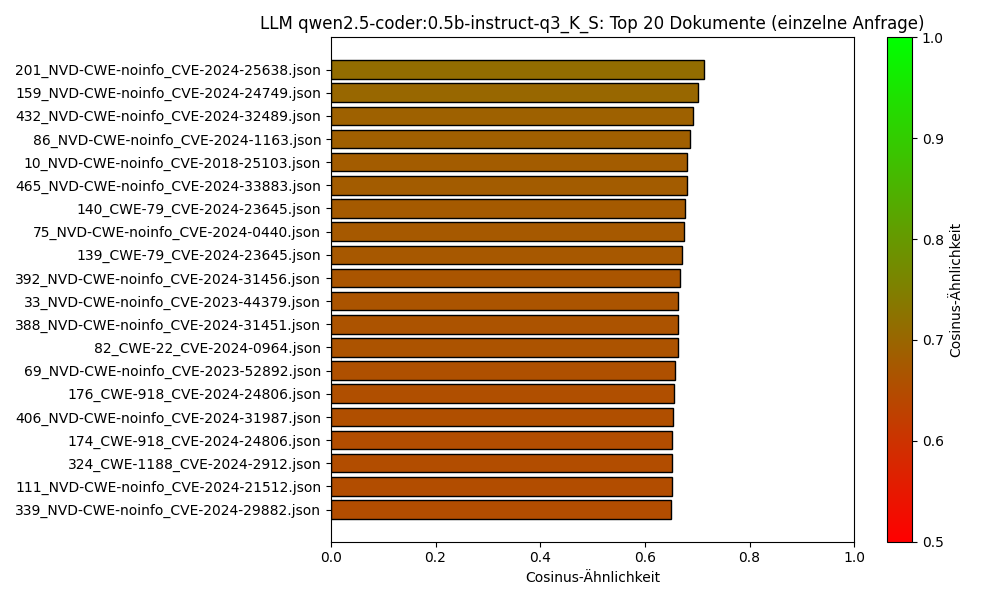 LLM qwen2.5-coder:0.5b-instruct-q3_K_S: Top 20 Dokumente (einzelne Anfrage)
201_NVD-CWE-noinfo_CVE-2024-25638.json
159_NVD-CWE-noinfo_CVE-2024-24749.json
432_NVD-CWE-noinfo_CVE-2024-32489.json
86_NVD-CWE-noinfo_CVE-2024-1163.json
10_NVD-CWE-noinfo_CVE-2018-25103.json
465_NVD-CWE-noinfo_CVE-2024-33883.json
140_CWE-79_CVE-2024-23645.json
75_NVD-CWE-noinfo_CVE-2024-0440.json
139_CWE-79_CVE-2024-23645.json
392_NVD-CWE-noinfo_CVE-2024-31456.json
33_NVD-CWE-noinfo_CVE-2023-44379.json
388_NVD-CWE-noinfo_CVE-2024-31451.json
82_CWE-22_CVE-2024-0964.json
69_NVD-CWE-noinfo_CVE-2023-52892.json
176_CWE-918_CVE-2024-24806.json
406_NVD-CWE-noinfo_CVE-2024-31987.json
174_CWE-918_CVE-2024-24806.json
324_CWE-1188_CVE-2024-2912.json
111_NVD-CWE-noinfo_CVE-2024-21512.json
339_NVD-CWE-noinfo_CVE-2024-29882.json
0.0 0.2 0.4 0.6 0.8 1.0
Cosinus-Ähnlichkeit
1.0
0.9
0.8
0.7
0.6
0.5
Cosinus-Ähnlichkeit